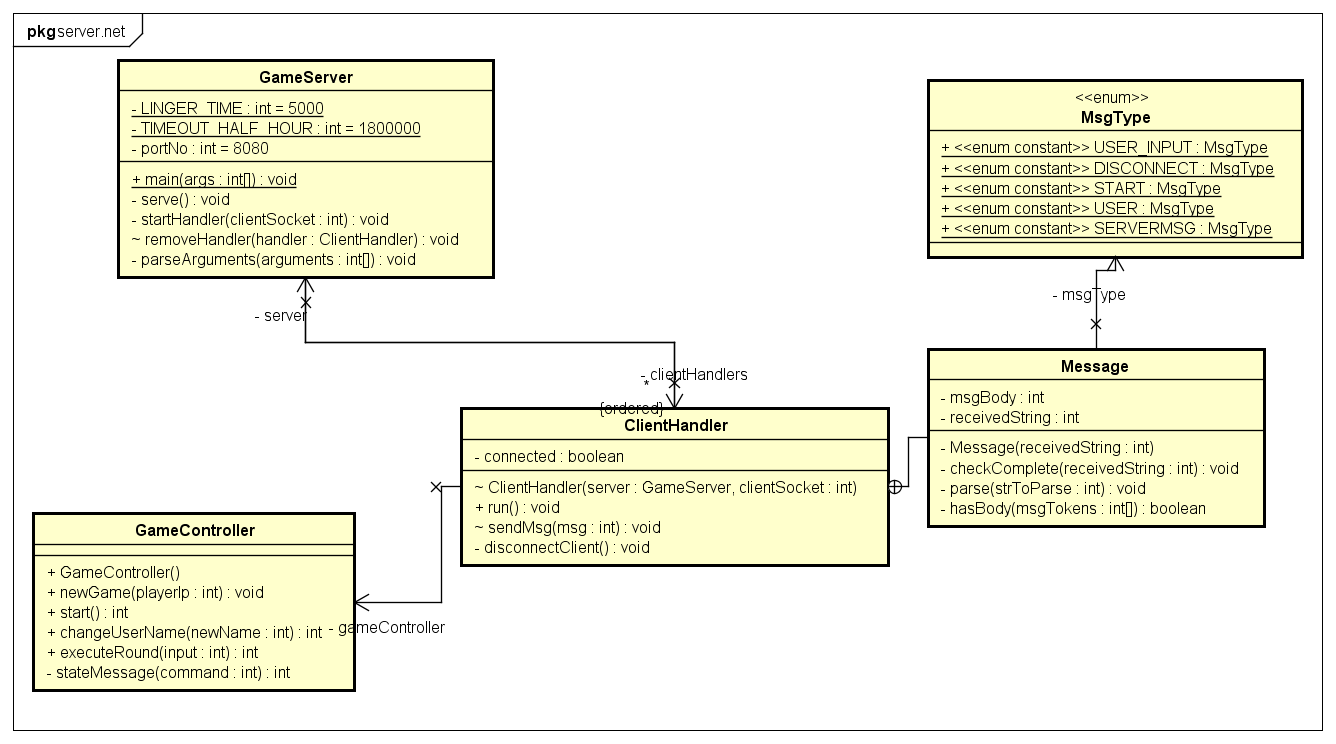 pkg server.net
GameServer
- LINGER_TIME : int = 5000
- TIMEOUT_HALF_HOUR : int = 1800000
- portNo : int = 8080
+ main(args : int[]) : void
- serve() : void
- startHandler(clientSocket : int) : void
~ removeHandler(handler : ClientHandler) : void
- parseArguments(arguments : int[]) : void
<<enum>>
MsgType
+ <<enum constant>> USER_INPUT : MsgType
+ <<enum constant>> DISCONNECT : MsgType
+ <<enum constant>> START : MsgType
+ <<enum constant>> USER : MsgType
+ <<enum constant>> SERVERMSG : MsgType
- server
- msgType
- clientHandlers
*
{ordered}
Message
- msgBody : int
- receivedString : int
- Message(receivedString : int)
- checkComplete(receivedString : int) : void
- parse(strToParse : int) : void
- hasBody(msgTokens : int[]) : boolean
ClientHandler
- connected : boolean
~ ClientHandler(server : GameServer, clientSocket : int)
+ run() : void
~ sendMsg(msg : int) : void
- disconnectClient() : void
GameController
+ GameController()
+ newGame(playerIp : int) : void
+ start() : int
+ changeUserName(newName : int) : int
+ executeRound(input : int) : int
- stateMessage(command : int) : int
- gameController